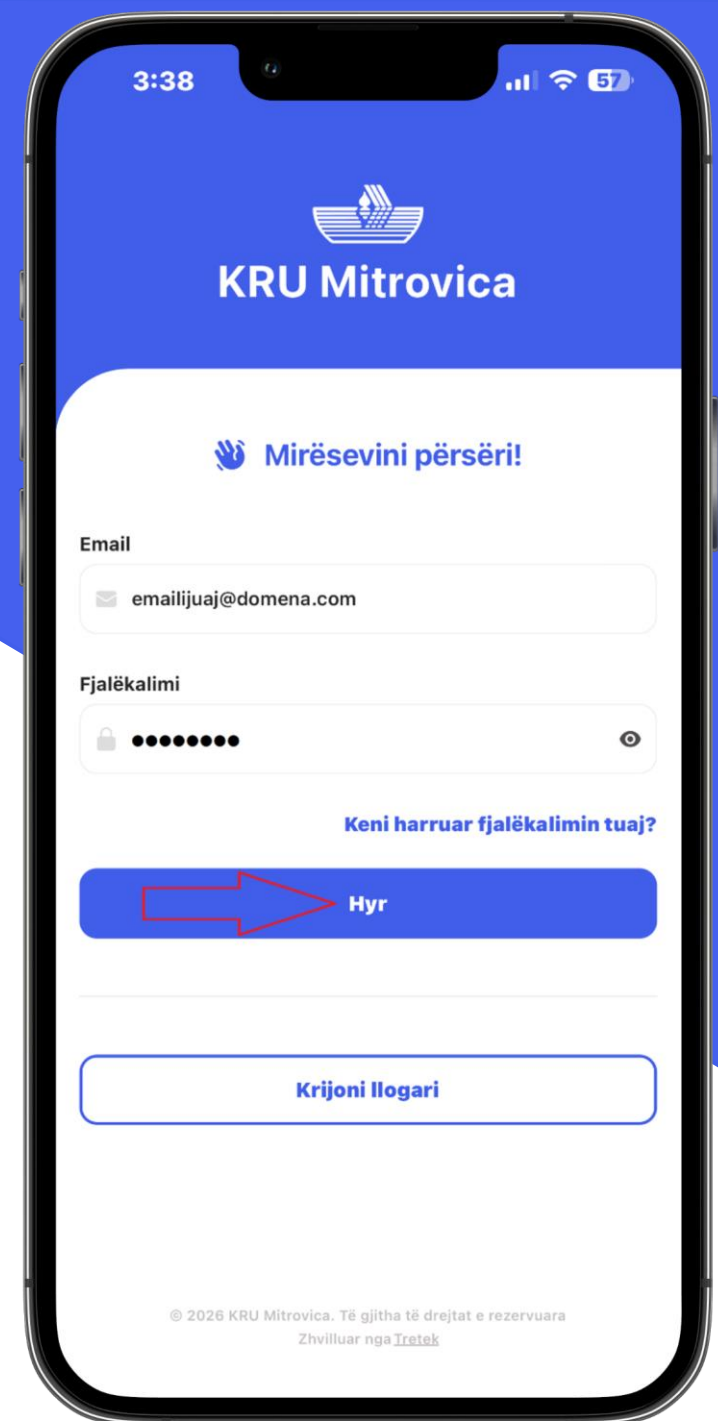 3:38
57
KRU Mitrovica
Mirësevini përsëri!
Email
emailijuaj@domena.com
Fjalëkalimi
Keni harruar fjalëkalimin tuaj?
Hyr
Krijoni llogari
© 2026 KRU Mitrovica. Të gjitha të drejtat e rezervuara
Zhvilluar nga Tretek